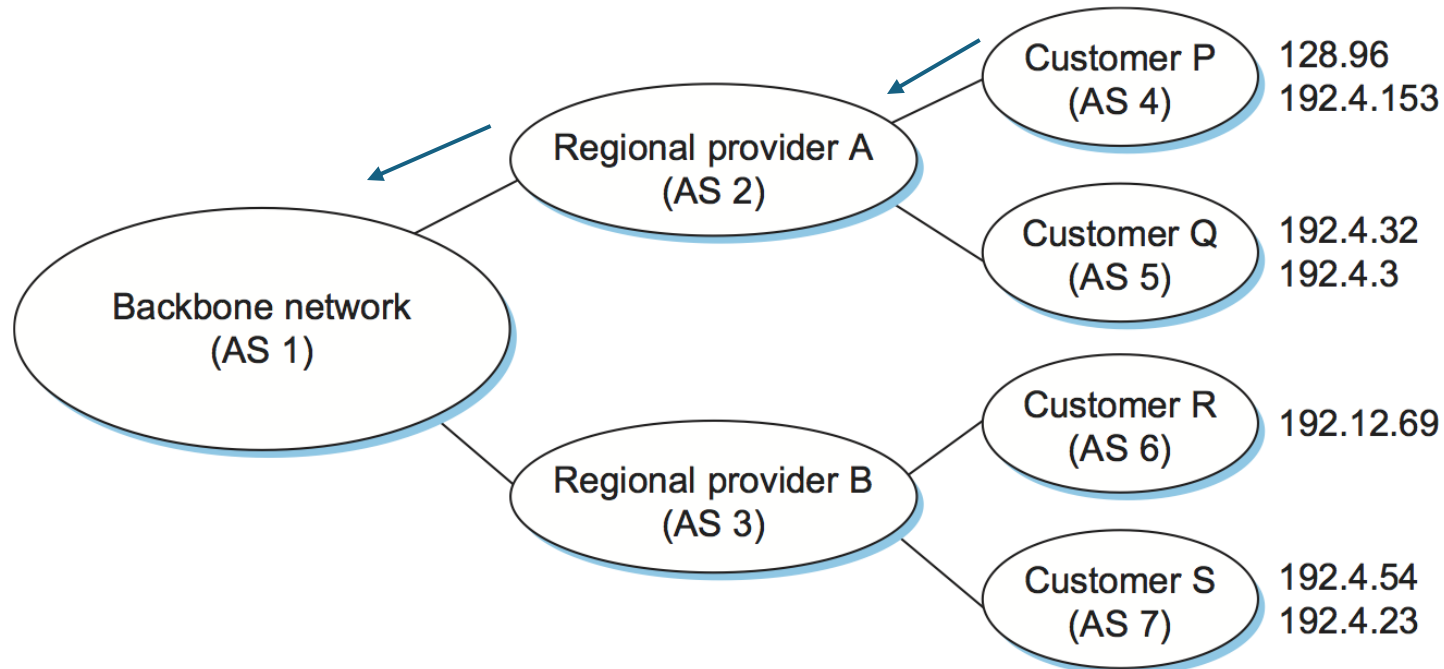 Customer P
(AS 4)
128.96
192.4.153
Regional provider A
(AS 2)
Customer Q
(AS 5)
192.4.32
192.4.3
Backbone network
(AS 1)
Customer R
(AS 6)
192.12.69
Regional provider B
(AS 3)
Customer S
(AS 7)
192.4.54
192.4.23